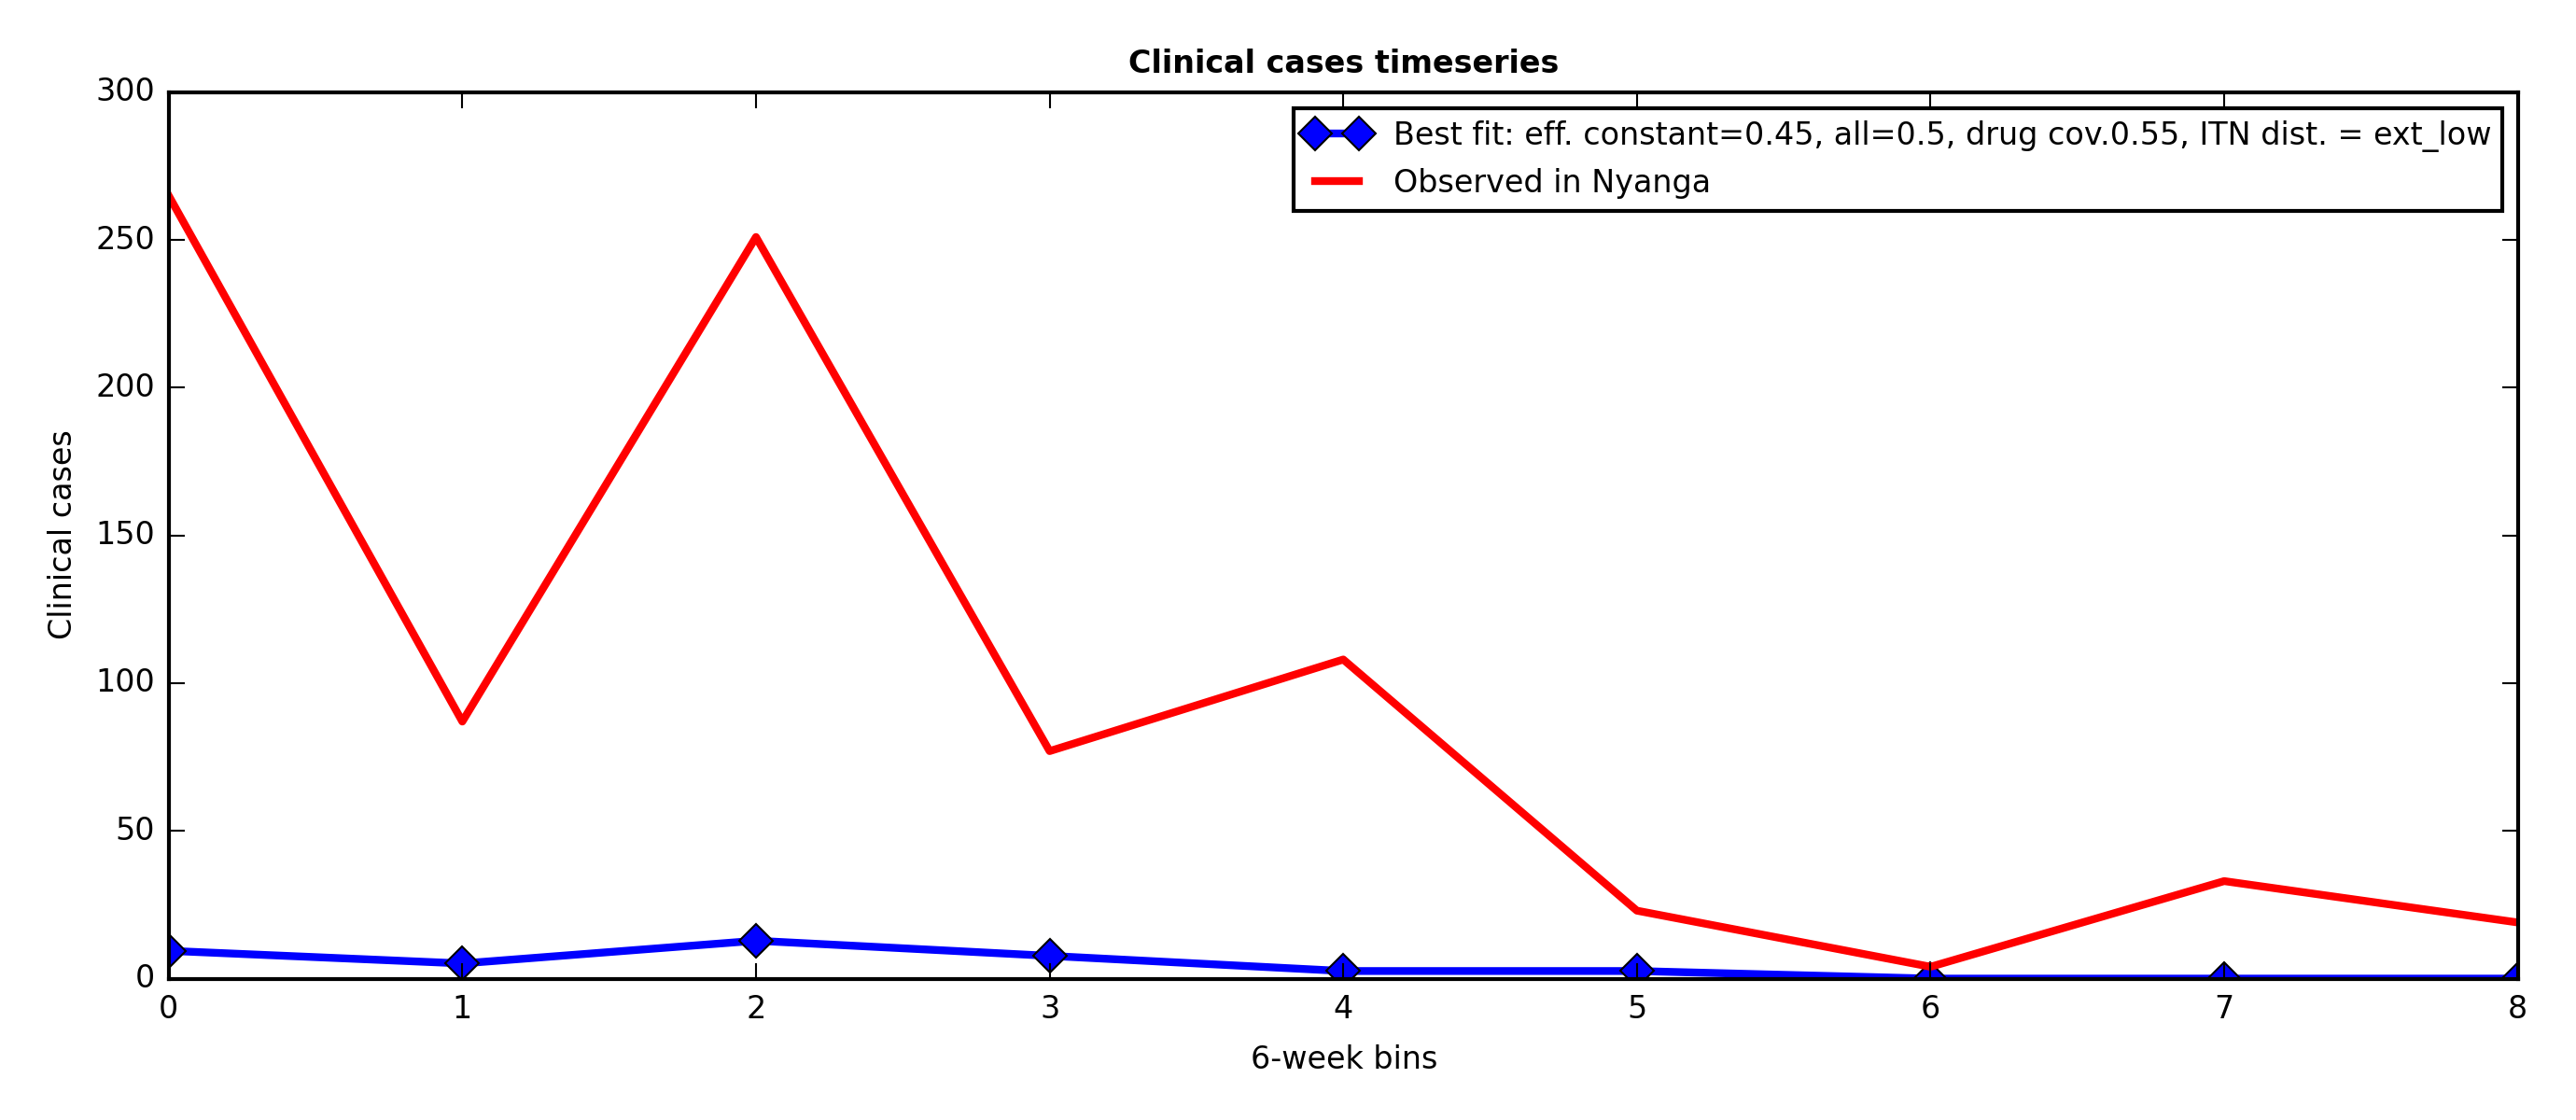 Clinical cases timeseries
300
250
200
150
100
50
0
Clinical cases
Best fit: eff. constant=0.45, all=0.5, drug cov.0.55, ITN dist. = ext_low
Observed in Nyanga
0 1 2 3 4 5 6 7 8
6-week bins